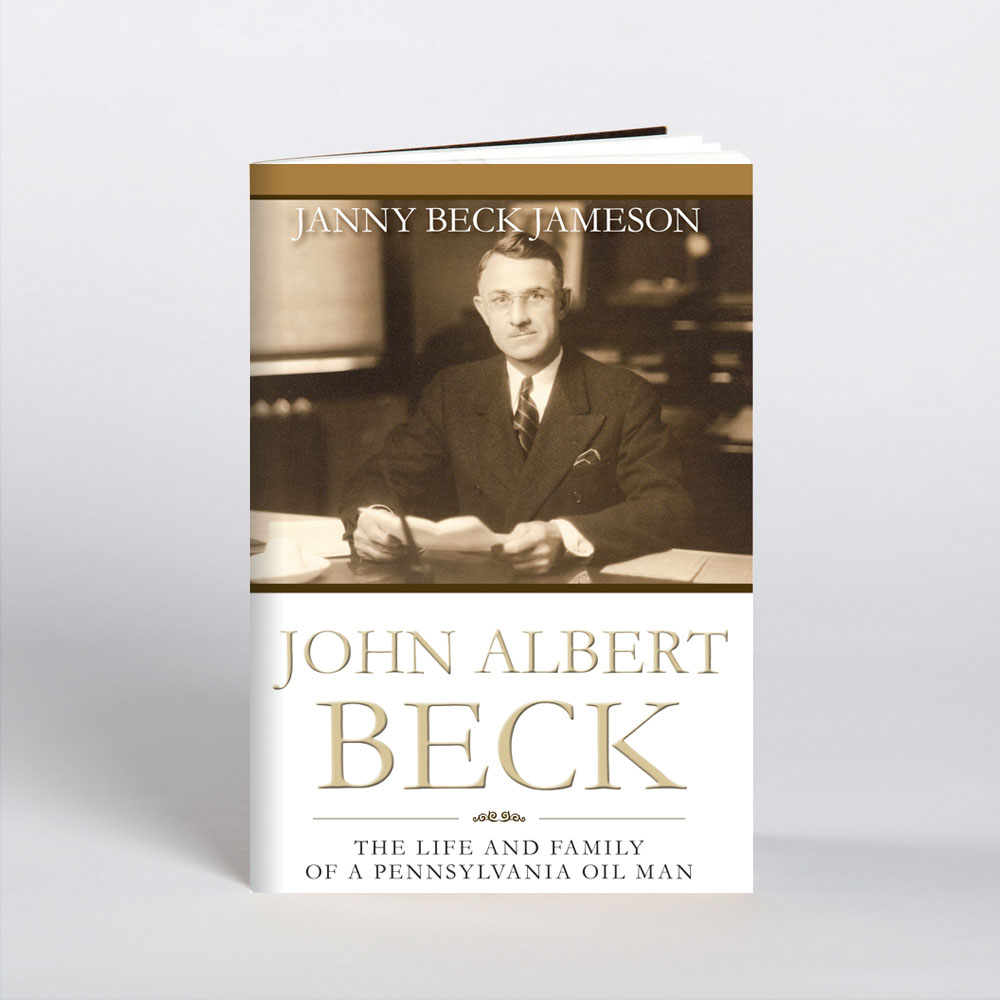 JANNY BECK JAMESON
JOHN ALBERT
BECK
THE LIFE AND FAMILY
OF A PENNSYLVANIA OIL MAN